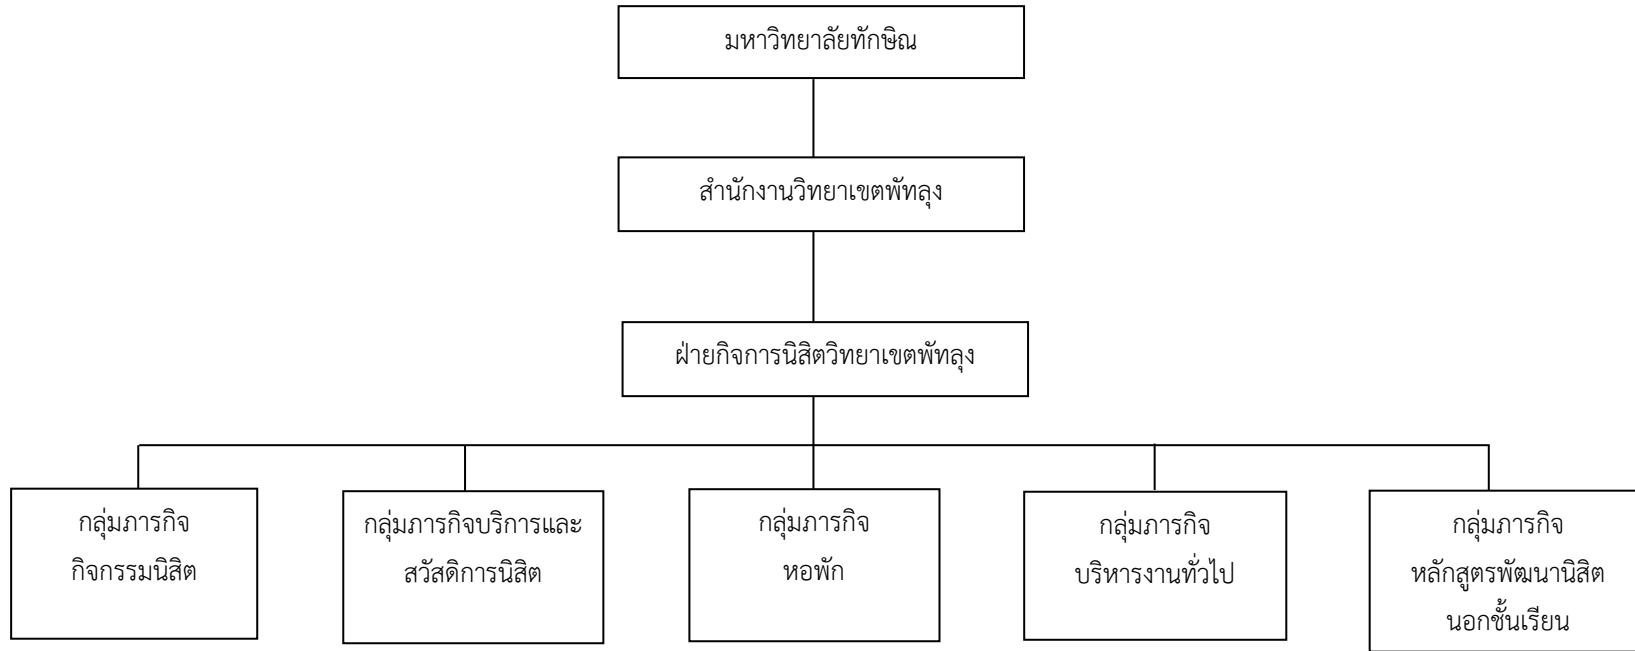 มหาวิทยาลัยทักษิณ
สำนักงานวิทยาเขตพัทลุง
ฝ่ายกิจการนิสิตวิทยาเขตพัทลุง
กลุ่มภารกิจ
กิจกรรมนิสิต
กลุ่มภารกิจบริการและ
สวัสดิการนิสิต
กลุ่มภารกิจ
หอพัก
กลุ่มภารกิจ
บริหารงานทั่วไป
กลุ่มภารกิจ
หลักสูตรพัฒนานิสิต
นอกชั้นเรียน